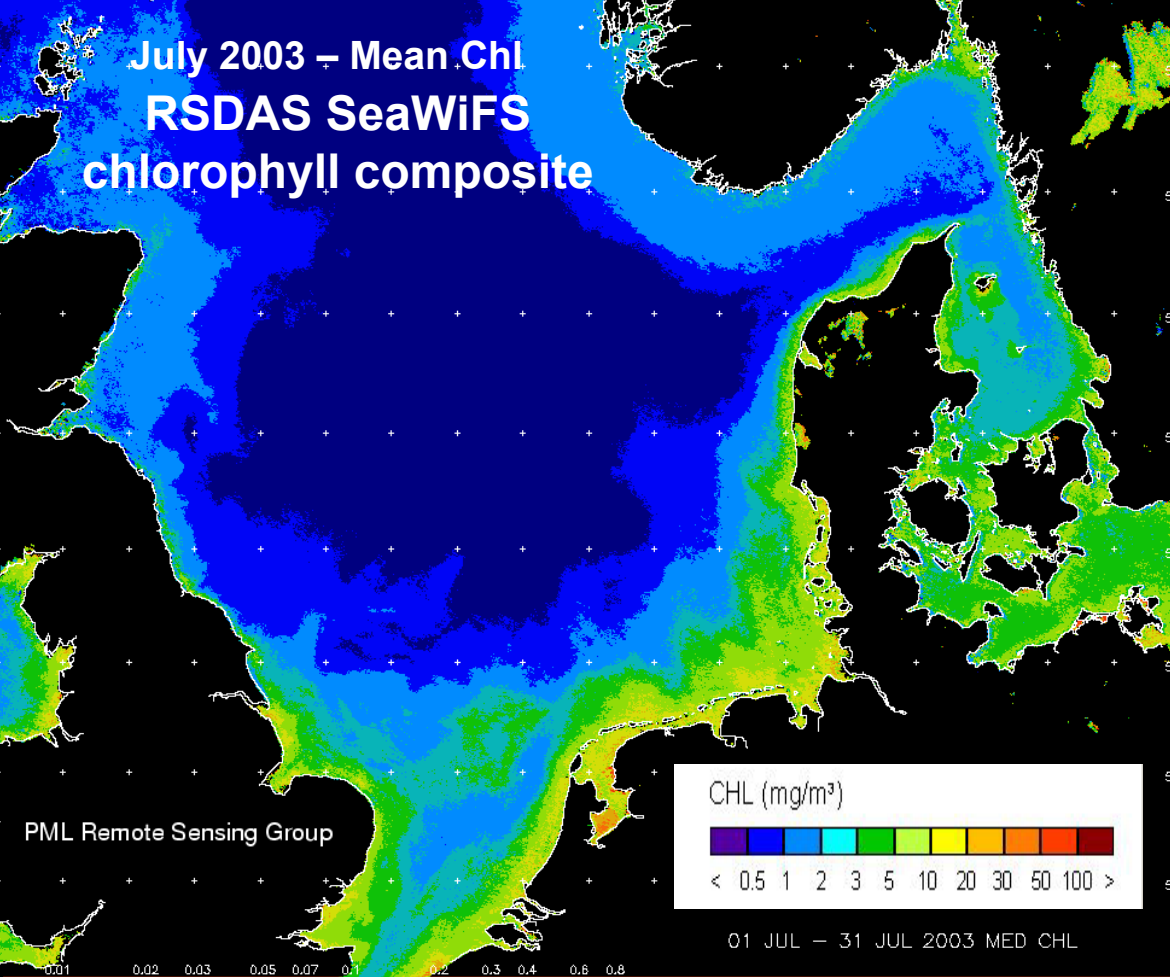 July 2003 – Mean Chl
RSDAS SeaWiFS
chlorophyll composite
PML Remote Sensing Group
CHL (mg/m³)
< 0.5 1 2 3 5 10 20 30 50 100 >
01 JUL – 31 JUL 2003 MED CHL
0.01 0.02 0.03 0.05 0.07 0.1 0.2 0.3 0.4 0.6 0.8